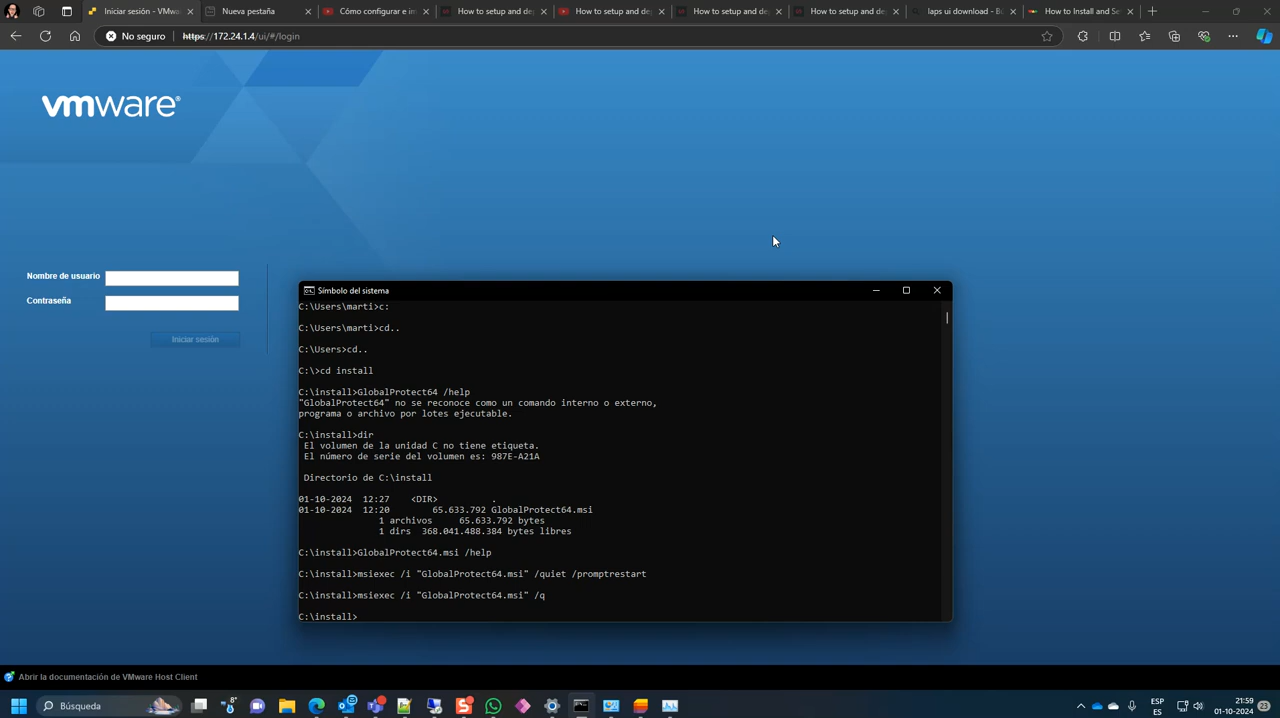 Iniciar sesión - VMwa
Nueva pestaña
Cómo configurar e im
How to setup and dep
How to setup and dep
How to setup and dep
How to setup and dep
laps ui download - Bú
How to Install and Se
No seguro
https://172.24.1.4/ui/#/login
vmware®
Nombre de usuario
Contraseña
Iniciar sesión
Símbolo del sistema
C:\Users\marti>c:
C:\Users\marti>cd..
C:\Users>cd..
C:\>cd install
C:\install>GlobalProtect64 /help
"GlobalProtect64" no se reconoce como un comando interno o externo,
programa o archivo por lotes ejecutable.
C:\install>dir
El volumen de la unidad C no tiene etiqueta.
El número de serie del volumen es: 987E-A21A
Directorio de C:\install
01-10-2024 12:27 <DIR> .
01-10-2024 12:20 65.633.792 GlobalProtect64.msi
1 archivos 65.633.792 bytes
1 dirs 368.041.488.384 bytes libres
C:\install>GlobalProtect64.msi /help
C:\install>msiexec /i "GlobalProtect64.msi" /quiet /promptrestart
C:\install>msiexec /i "GlobalProtect64.msi" /q
C:\install>
Abrir la documentación de VMware Host Client
Búsqueda
8°
ESP
ES
21:59
01-10-2024
23